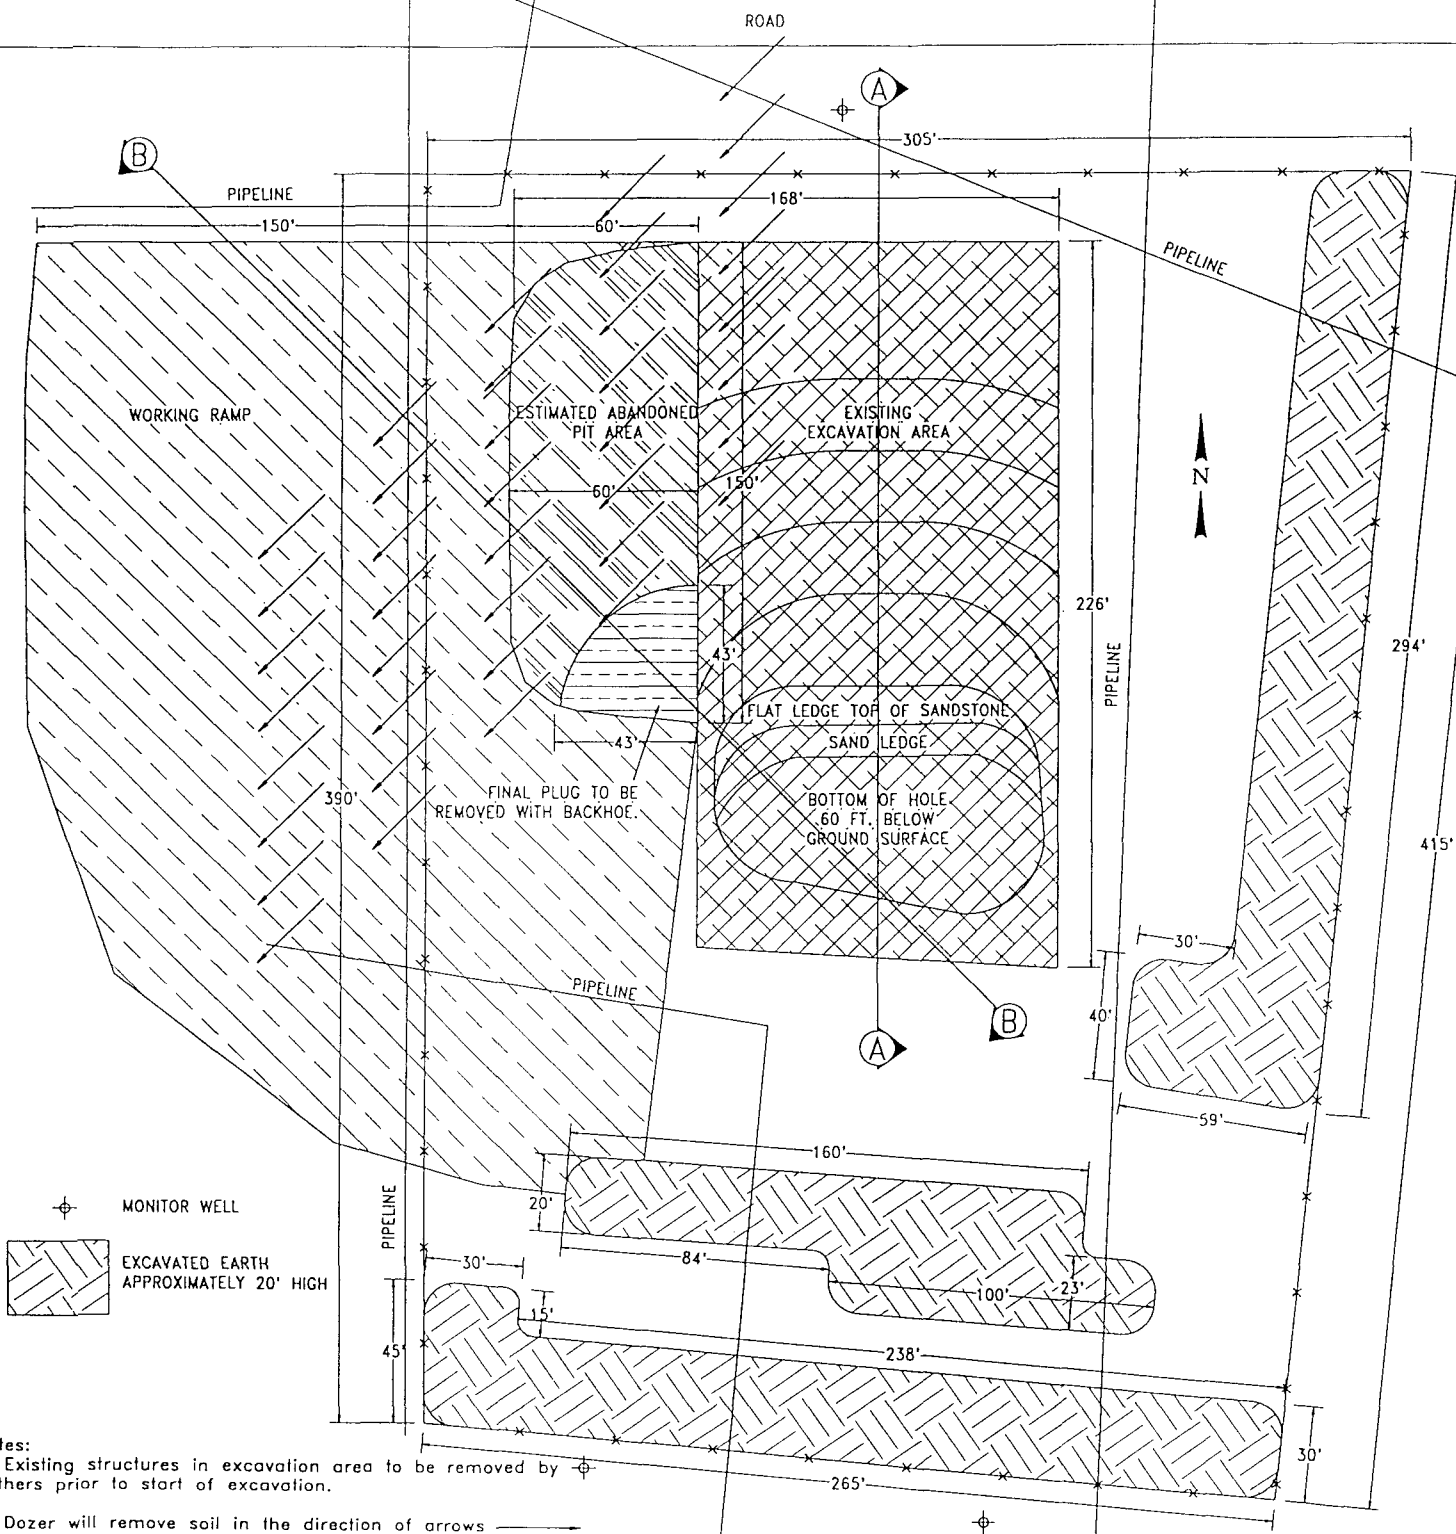 ROAD
A
305'
B
PIPELINE
168'
150'
60'
PIPELINE
WORKING RAMP
ESTIMATED ABANDONED
PIT AREA
EXISTING
EXCAVATION AREA
60'
150'
N
226'
294'
43'
PIPELINE
FLAT LEDGE TOP OF SANDSTONE
43'
SAND LEDGE
390'
FINAL PLUG TO BE
REMOVED WITH BACKHOE.
BOTTOM OF HOLE
60 FT. BELOW
GROUND SURFACE
415'
30'
PIPELINE
40'
B
A
59'
160'
20'
PIPELINE
MONITOR WELL
84'
30'
100'
23'
EXCAVATED EARTH
APPROXIMATELY 20' HIGH
15'
45'
238'
30'
265'
tes:
Existing structures in excavation area to be removed by
thers prior to start of excavation.
Dozer will remove soil in the direction of arrows